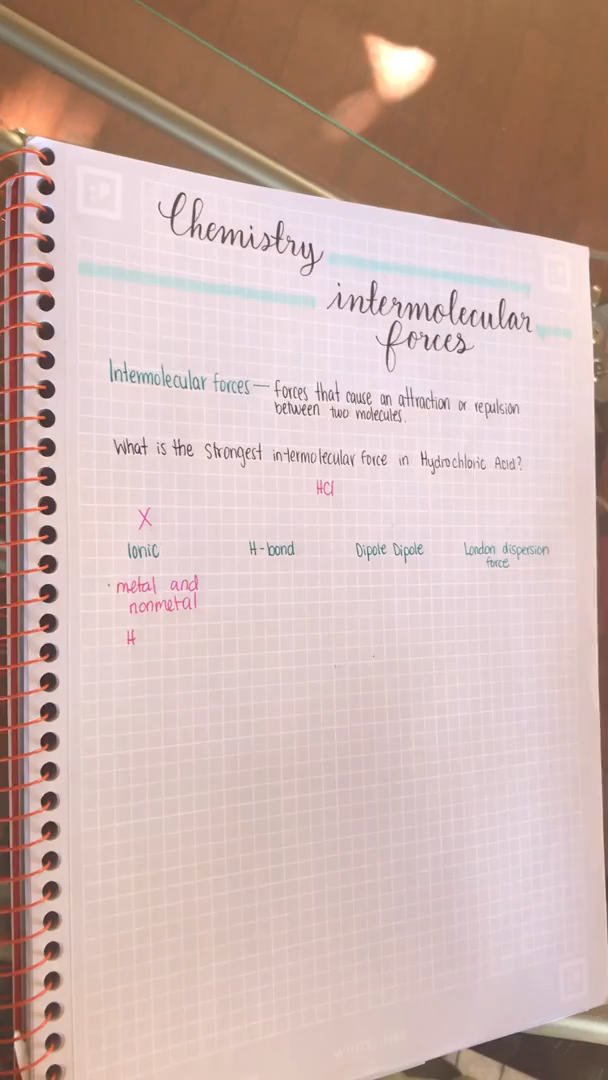 Chemistry
intermolecular
forces
Intermolecular forces — forces that cause an attraction or repulsion
between two molecules.
What is the strongest intermolecular force in Hydrochloric Acid?
HCl
X
Ionic H-bond Dipole Dipole London dispersion
force
· metal and
nonmetal
H